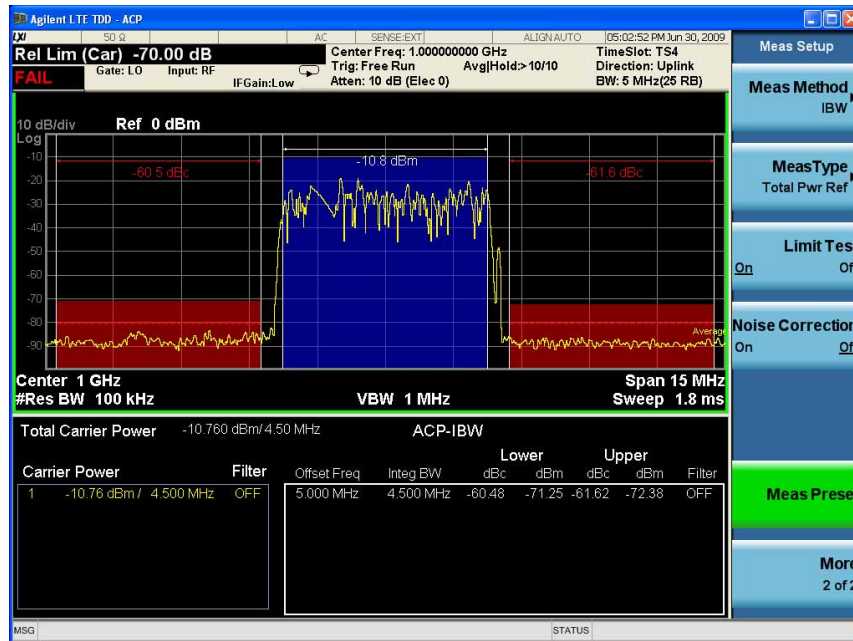 Agilent LTE TDD - ACP
LXI 50 Ω AC SENSE:EXT ALIGN AUTO 05:02:52 PM Jun 30, 2009
Rel Lim (Car) -70.00 dB
FAIL
Gate: LO Input: RF
IFGain:Low
Center Freq: 1.000000000 GHz
Trig: Free Run Avg|Hold:>10/10
Atten: 10 dB (Elec 0)
TimeSlot: TS4
Direction: Uplink
BW: 5 MHz(25 RB)
10 dB/div Ref 0 dBm
Log
-10
-20
-30
-40
-50
-60
-70
-80
-90
-60.5 dBc
-10.8 dBm
-61.6 dBc
Average
Center 1 GHz Span 15 MHz
#Res BW 100 kHz VBW 1 MHz Sweep 1.8 ms
Total Carrier Power -10.760 dBm/ 4.50 MHz ACP-IBW
Lower Upper
Carrier Power Filter Offset Freq Integ BW dBc dBm dBc dBm Filter
1 -10.76 dBm / 4.500 MHz OFF 5.000 MHz 4.500 MHz -60.48 -71.25 -61.62 -72.38 OFF
MSG STATUS
Meas Setup
Meas Method
IBW
MeasType
Total Pwr Ref
Limit Tes
On Of
Noise Correction
On Of
Meas Prese
More
2 of 2